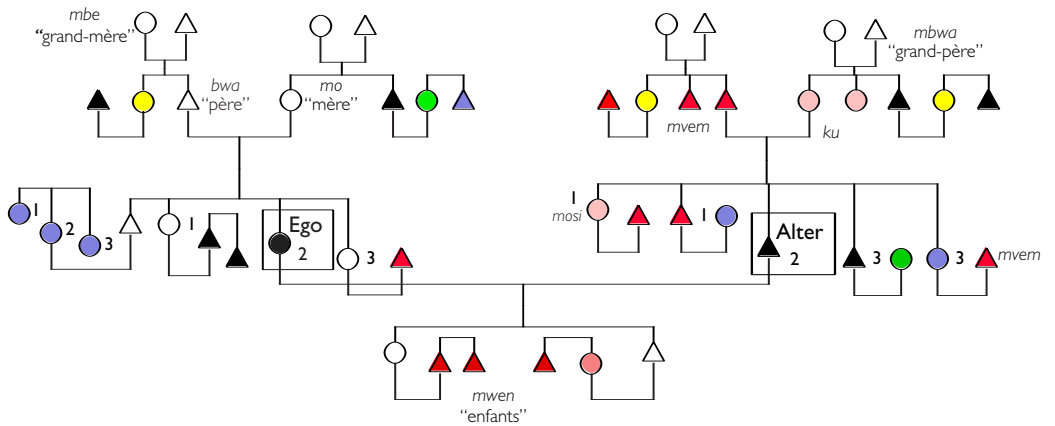 mbe
“grand-mère”
mbwa
“grand-père”
bwa
“père”
mo
“mère”
mvem
ku
1
2
3
1
Ego
2
3
1
mosi
1
Alter
2
3
3
mvem
mwen
“enfants”